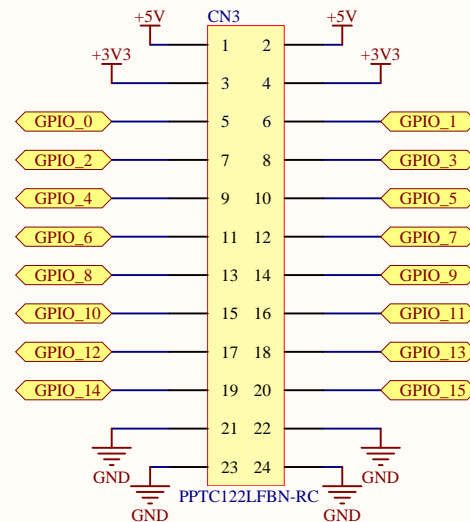 CN3
+5V +5V
1 2
+3V3 +3V3
3 4
GPIO_0 5 6 GPIO_1
GPIO_2 7 8 GPIO_3
GPIO_4 9 10 GPIO_5
GPIO_6 11 12 GPIO_7
GPIO_8 13 14 GPIO_9
GPIO_10 15 16 GPIO_11
GPIO_12 17 18 GPIO_13
GPIO_14 19 20 GPIO_15
21 22
23 24
GND GND
PPTC122LFBN-RC
GND GND